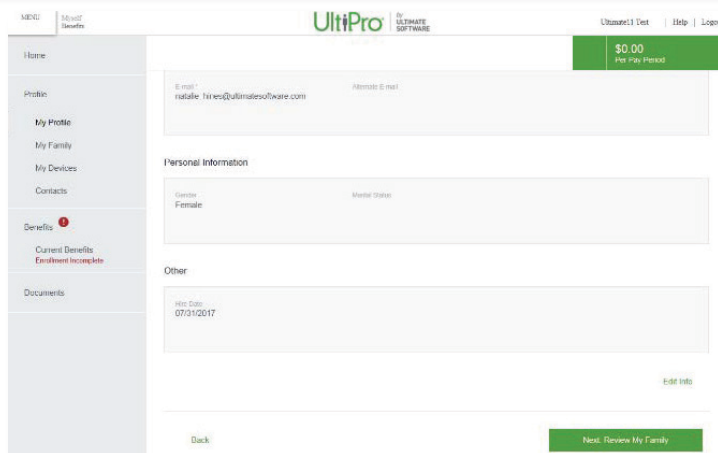 MENU
Myself
Benefits
UltiPro by ULTIMATE SOFTWARE
Ultimate11 Test | Help | Logo
Home
$0.00
Per Pay Period
Profile
My Profile
My Family
My Devices
Contacts
Benefits !
Current Benefits
Enrollment Incomplete
Documents
E-mail * Alternate E-mail
natalie_hines@ultimatesoftware.com
Personal Information
Gender Marital Status
Female
Other
Hire Date
07/31/2017
Edit Info
Back
Next: Review My Family